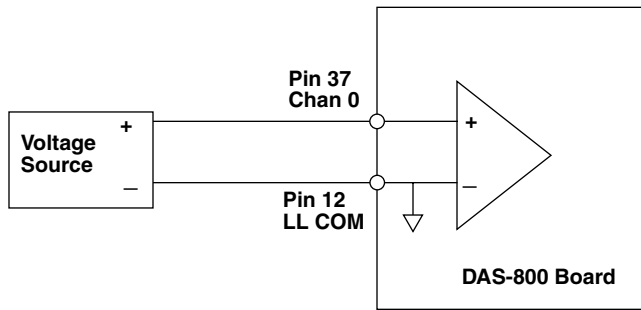 Pin 37
Chan 0
Voltage
Source
+
–
+
–
Pin 12
LL COM
DAS-800 Board